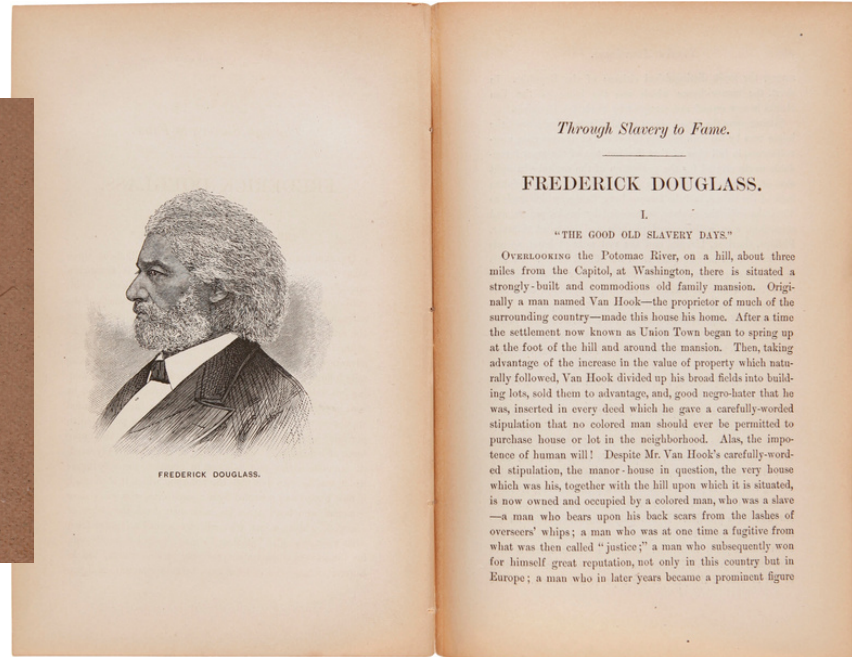 FREDERICK DOUGLASS.
Through Slavery to Fame.
FREDERICK DOUGLASS.
I.
"THE GOOD OLD SLAVERY DAYS."
OVERLOOKING the Potomac River, on a hill, about three
miles from the Capitol, at Washington, there is situated a
strongly-built and commodious old family mansion. Origi-
nally a man named Van Hook—the proprietor of much of the
surrounding country—made this house his home. After a time
the settlement now known as Union Town began to spring up
at the foot of the hill and around the mansion. Then, taking
advantage of the increase in the value of property which natu-
rally followed, Van Hook divided up his broad fields into build-
ing lots, sold them to advantage, and, good negro-hater that he
was, inserted in every deed which he gave a carefully-worded
stipulation that no colored man should ever be permitted to
purchase house or lot in the neighborhood. Alas, the impo-
tence of human will! Despite Mr. Van Hook's carefully-word-
ed stipulation, the manor-house in question, the very house
which was his, together with the hill upon which it is situated,
is now owned and occupied by a colored man, who was a slave
—a man who bears upon his back scars from the lashes of
overseers' whips; a man who was at one time a fugitive from
what was then called "justice;" a man who subsequently won
for himself great reputation, not only in this country but in
Europe; a man who in later years became a prominent figure